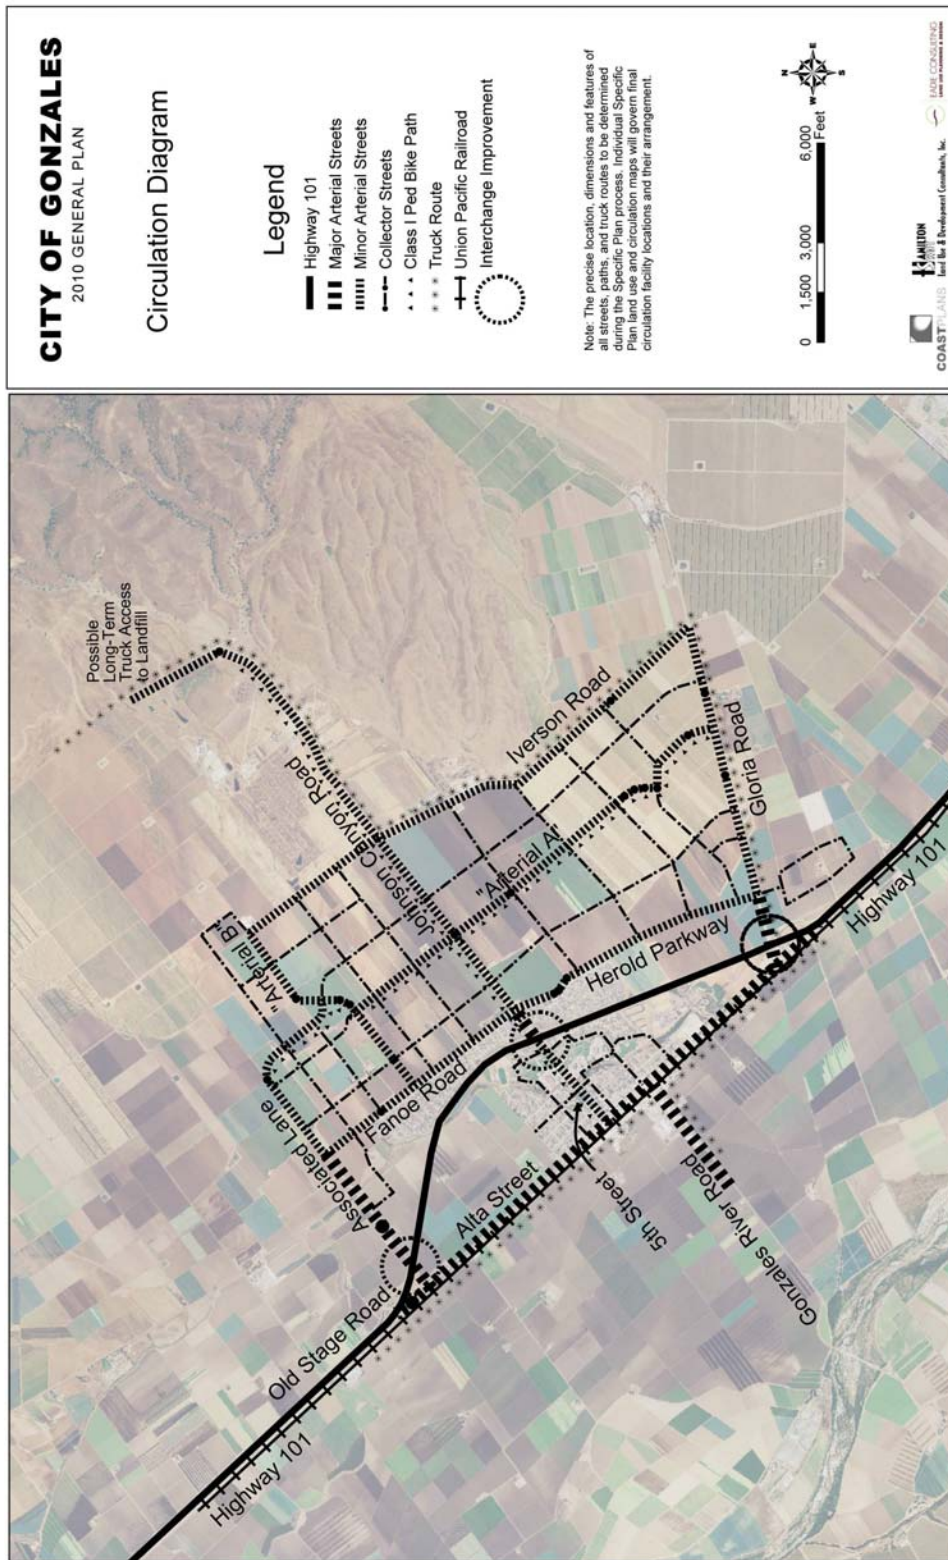 CITY OF GONZALES
2010 GENERAL PLAN
Circulation Diagram
Legend
Highway 101
Major Arterial Streets
Minor Arterial Streets
Collector Streets
Class I Ped Bike Path
Truck Route
Union Pacific Railroad
Interchange Improvement
Note: The precise location, dimensions and features of
all streets, paths, and truck routes to be determined
during the Specific Plan process. Individual Specific
Plan land use and circulation maps will govern final
circulation facility locations and their arrangement.
0 1,500 3,000 6,000
Feet
N
W E
S
COASTPLANS
HAMILTON
Land Use & Development Consultants, Inc.
EADIE CONSULTING
LAND USE PLANNING & DESIGN
Possible
Long-Term
Truck Access
to Landfill
Johnson Canyon Road
Iverson Road
"Arterial B"
"Arterial A"
Gloria Road
Associated Lane
Fanoe Road
Herold Parkway
Highway 101
Old Stage Road
Alta Street
5th Street
Gonzales River Road
Highway 101